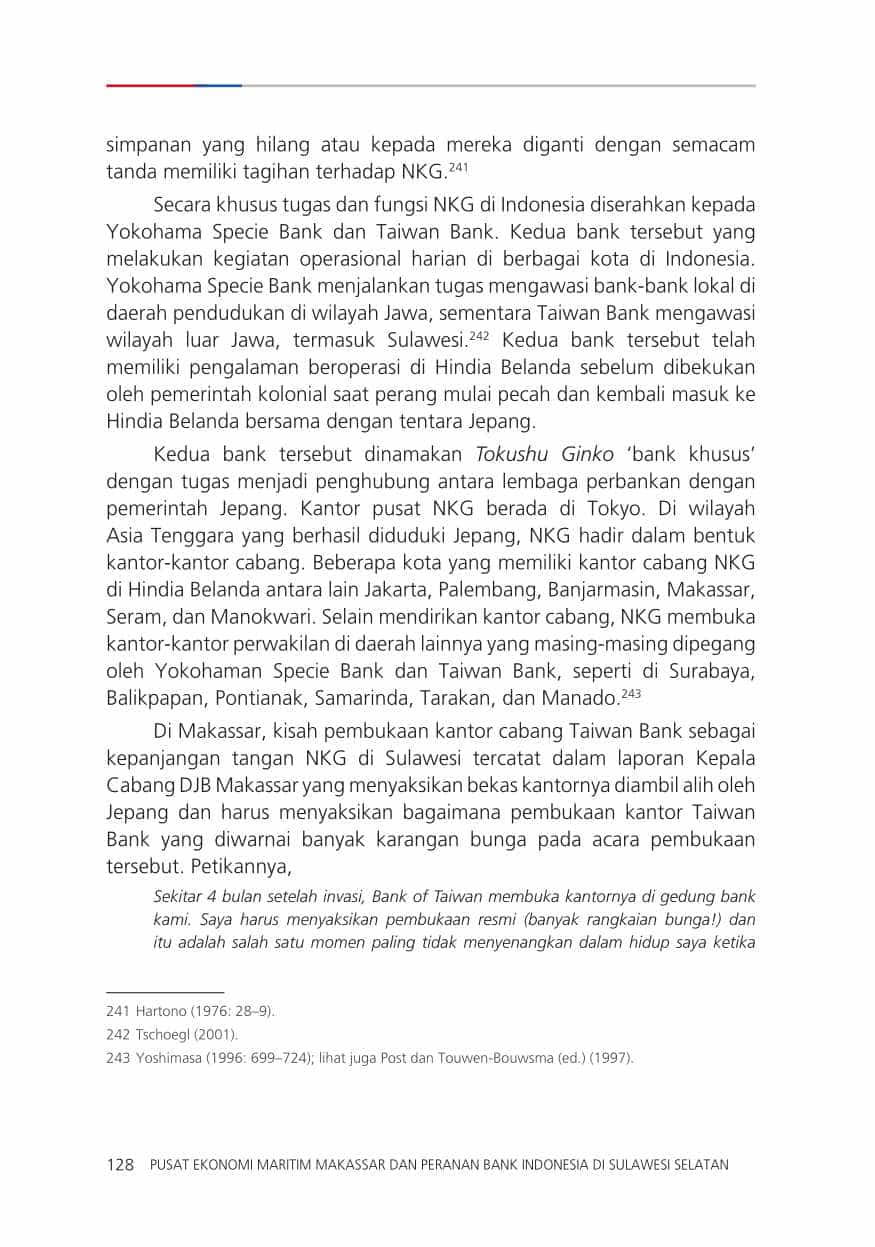 simpanan yang hilang atau kepada mereka diganti dengan semacam
tanda memiliki tagihan terhadap NKG.241
Secara khusus tugas dan fungsi NKG di Indonesia diserahkan kepada
Yokohama Specie Bank dan Taiwan Bank. Kedua bank tersebut yang
melakukan kegiatan operasional harian di berbagai kota di Indonesia.
Yokohama Specie Bank menjalankan tugas mengawasi bank-bank lokal di
daerah pendudukan di wilayah Jawa, sementara Taiwan Bank mengawasi
wilayah luar Jawa, termasuk Sulawesi.242 Kedua bank tersebut telah
memiliki pengalaman beroperasi di Hindia Belanda sebelum dibekukan
oleh pemerintah kolonial saat perang mulai pecah dan kembali masuk ke
Hindia Belanda bersama dengan tentara Jepang.
Kedua bank tersebut dinamakan Tokushu Ginko ‘bank khusus’
dengan tugas menjadi penghubung antara lembaga perbankan dengan
pemerintah Jepang. Kantor pusat NKG berada di Tokyo. Di wilayah
Asia Tenggara yang berhasil diduduki Jepang, NKG hadir dalam bentuk
kantor-kantor cabang. Beberapa kota yang memiliki kantor cabang NKG
di Hindia Belanda antara lain Jakarta, Palembang, Banjarmasin, Makassar,
Seram, dan Manokwari. Selain mendirikan kantor cabang, NKG membuka
kantor-kantor perwakilan di daerah lainnya yang masing-masing dipegang
oleh Yokohaman Specie Bank dan Taiwan Bank, seperti di Surabaya,
Balikpapan, Pontianak, Samarinda, Tarakan, dan Manado.243
Di Makassar, kisah pembukaan kantor cabang Taiwan Bank sebagai
kepanjangan tangan NKG di Sulawesi tercatat dalam laporan Kepala
Cabang DJB Makassar yang menyaksikan bekas kantornya diambil alih oleh
Jepang dan harus menyaksikan bagaimana pembukaan kantor Taiwan
Bank yang diwarnai banyak karangan bunga pada acara pembukaan
tersebut. Petikannya,
Sekitar 4 bulan setelah invasi, Bank of Taiwan membuka kantornya di gedung bank
kami. Saya harus menyaksikan pembukaan resmi (banyak rangkaian bunga!) dan
itu adalah salah satu momen paling tidak menyenangkan dalam hidup saya ketika
241 Hartono (1976: 28–9).
242 Tschoegl (2001).
243 Yoshimasa (1996: 699–724); lihat juga Post dan Touwen-Bouwsma (ed.) (1997).
128 PUSAT EKONOMI MARITIM MAKASSAR DAN PERANAN BANK INDONESIA DI SULAWESI SELATAN